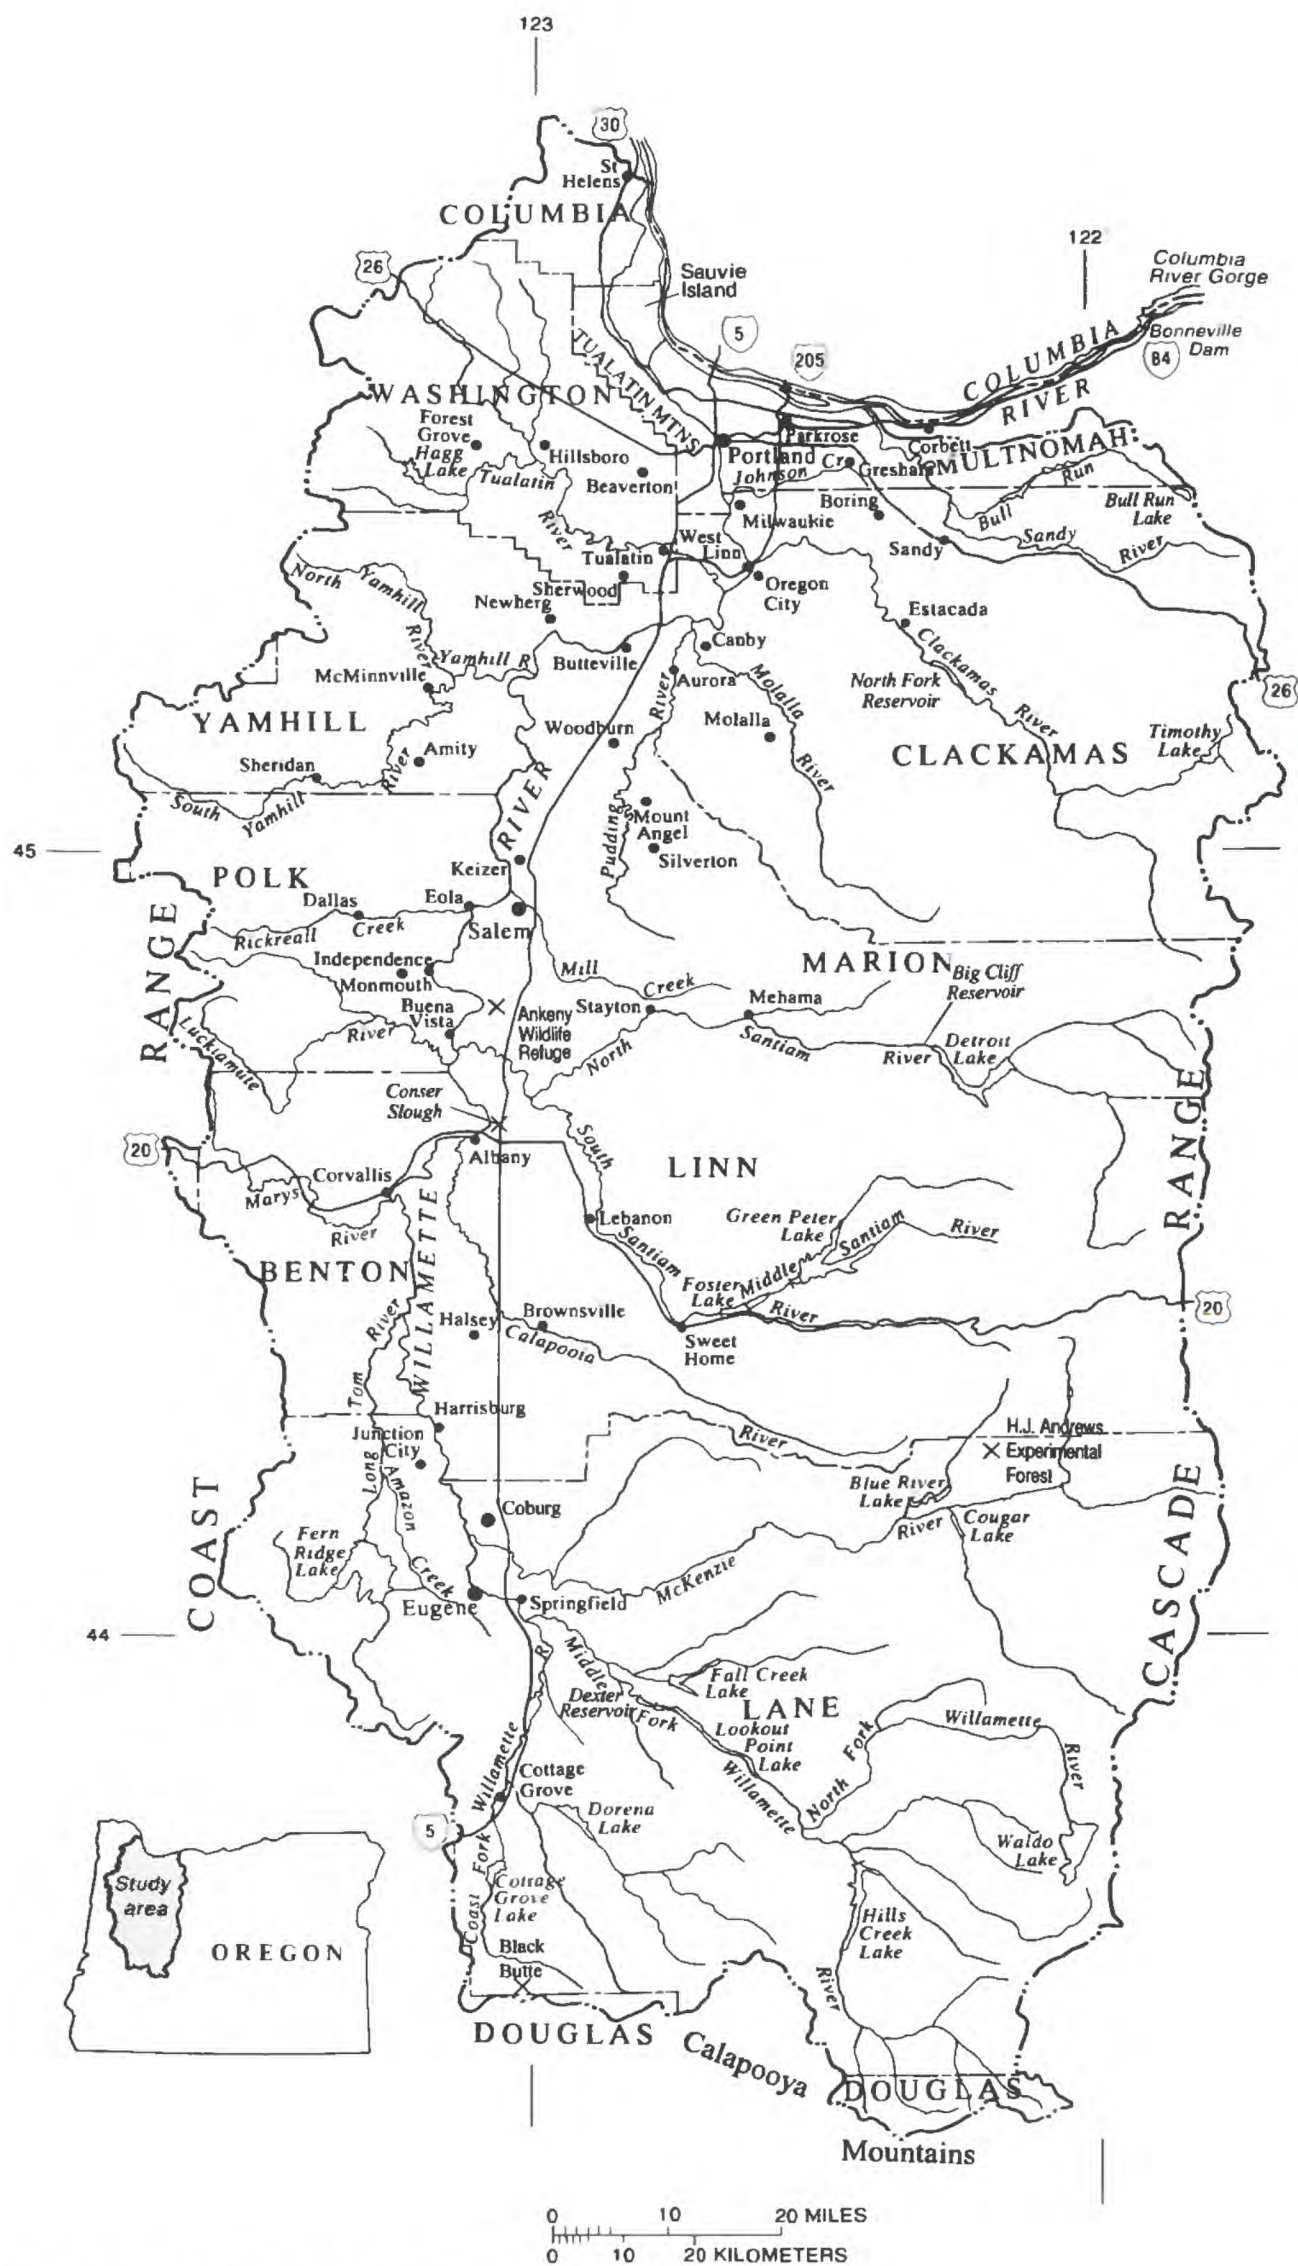 123
30
St
Helens
COLUMBIA
122
26
Sauvie
Island
Columbia
River Gorge
5
205
Bonneville
Dam
84
COLUMBIA
RIVER
TUALATIN MTNS
WASHINGTON
Forest
Grove
Hagg
Lake
Hillsboro
Tualatin
River
Beaverton
Portland
Parkrose
Corbett
Johnson Cr
Gresham
MULTNOMAH
Bull Run
Bull Run
Lake
Milwaukie
Boring
Sandy
Sandy
River
West
Linn
Tualatin
Oregon
City
Sherwood
Newberg
North
Yamhill
River
Estacada
Clackamas
River
Yamhill R
Butteville
Canby
McMinnville
Aurora
Molalla
River
North Fork
Reservoir
26
YAMHILL
Woodburn
River
Molalla
Timothy
Lake
CLACKAMAS
Amity
Sheridan
River
South
Yamhill
RIVER
Pudding
Mount
Angel
Silverton
45
POLK
Keizer
Dallas
Eola
Rickreall
Creek
Salem
RANGE
Independence
Monmouth
Mill
Creek
MARION
Big Cliff
Reservoir
Buena
Vista
Ankeny
Wildlife
Refuge
Stayton
Mehama
Luckiamute
River
North
Santiam
River
Detroit
Lake
Conser
Slough
RANGE
20
Albany
South
LINN
Corvallis
Marys
River
Lebanon
Green Peter
Lake
Santiam
River
Santiam
BENTON
WILLAMETTE
Foster
Lake
Middle
River
20
River
Halsey
Brownsville
Calapooia
Sweet
Home
Tom
Harrisburg
Junction
City
River
H.J. Andrews
Experimental
Forest
Long
Amazon
Blue River
Lake
COAST
Coburg
River
Cougar
Lake
CASCADE
Fern
Ridge
Lake
Creek
McKenzie
Eugene
Springfield
44
R
Middle
Fall Creek
Lake
Dexter
Reservoir
Fork
LANE
Lookout
Point
Lake
Fork
Willamette
River
Willamette
Willamette
North
Cottage
Grove
Dorena
Lake
5
Fork
Waldo
Lake
Study
area
Cottage
Grove
Lake
Hills
Creek
Lake
OREGON
Coast
Black
Butte
River
DOUGLAS
Calapooya
DOUGLAS
Mountains
0 10 20 MILES
0 10 20 KILOMETERS